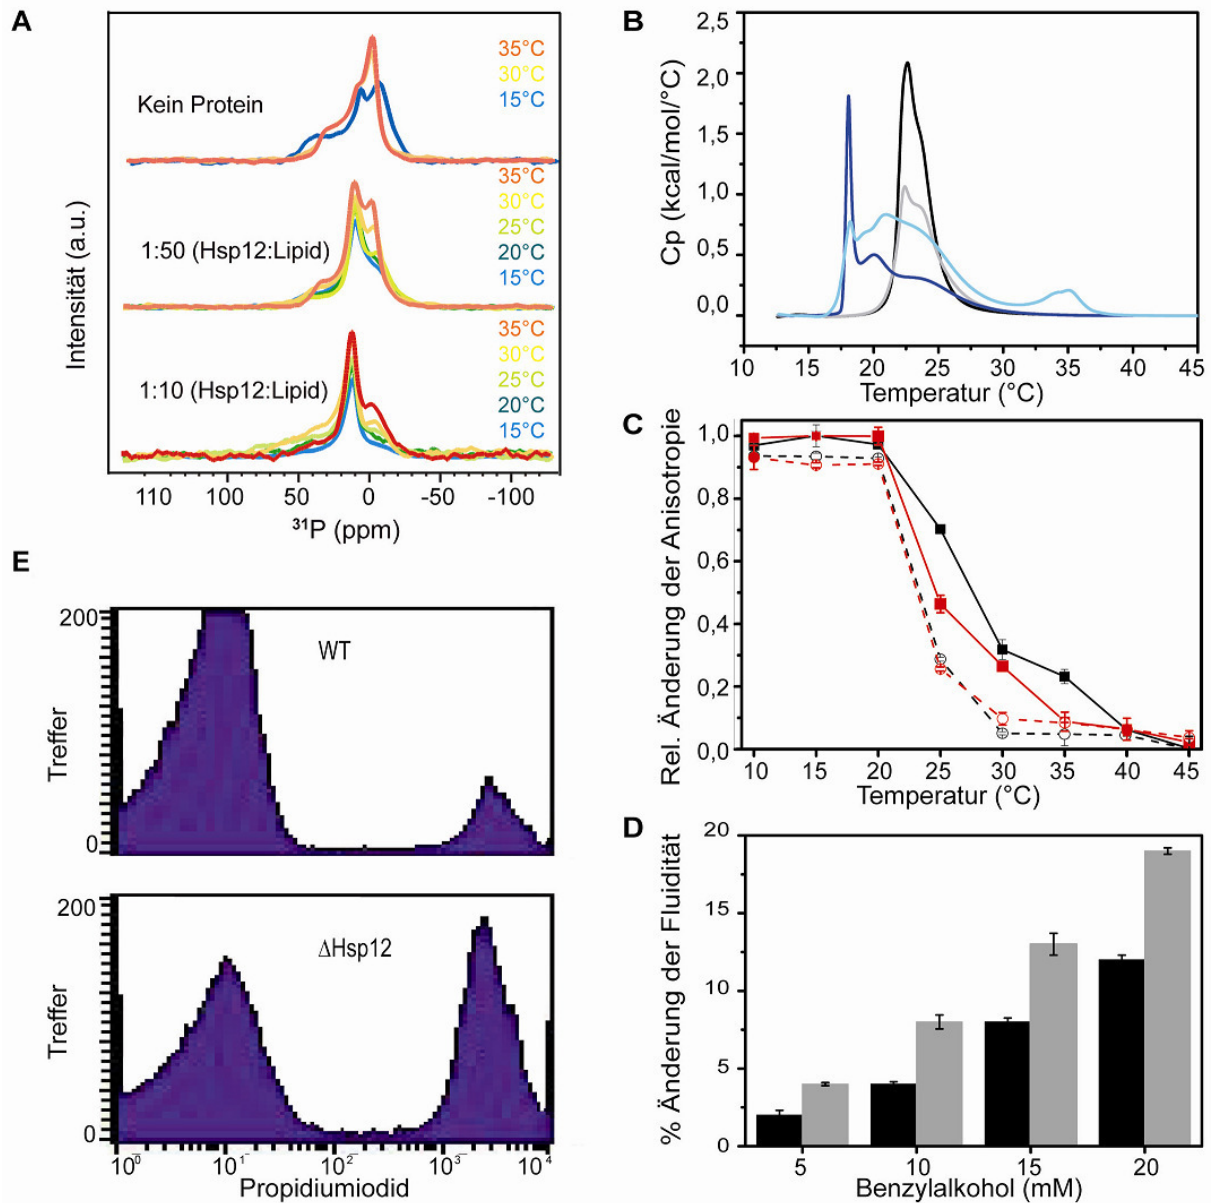 A
Intensität (a.u.)
Kein Protein
35°C
30°C
15°C
1:50 (Hsp12:Lipid)
35°C
30°C
25°C
20°C
15°C
1:10 (Hsp12:Lipid)
35°C
30°C
25°C
20°C
15°C
110 100 50 0 -50 -100
³¹P (ppm)
B
Cp (kcal/mol/°C)
2,5
2,0
1,5
1,0
0,5
0,0
10 15 20 25 30 35 40 45
Temperatur (°C)
C
Rel. Änderung der Anisotropie
1,0
0,8
0,6
0,4
0,2
0,0
10 15 20 25 30 35 40 45
Temperatur (°C)
D
% Änderung der Fluidität
20
15
10
5
0
5 10 15 20
Benzylalkohol (mM)
E
Treffer
200
0
WT
Treffer
200
0
ΔHsp12
10⁰ 10¹ 10² 10³ 10⁴
Propidiumiodid